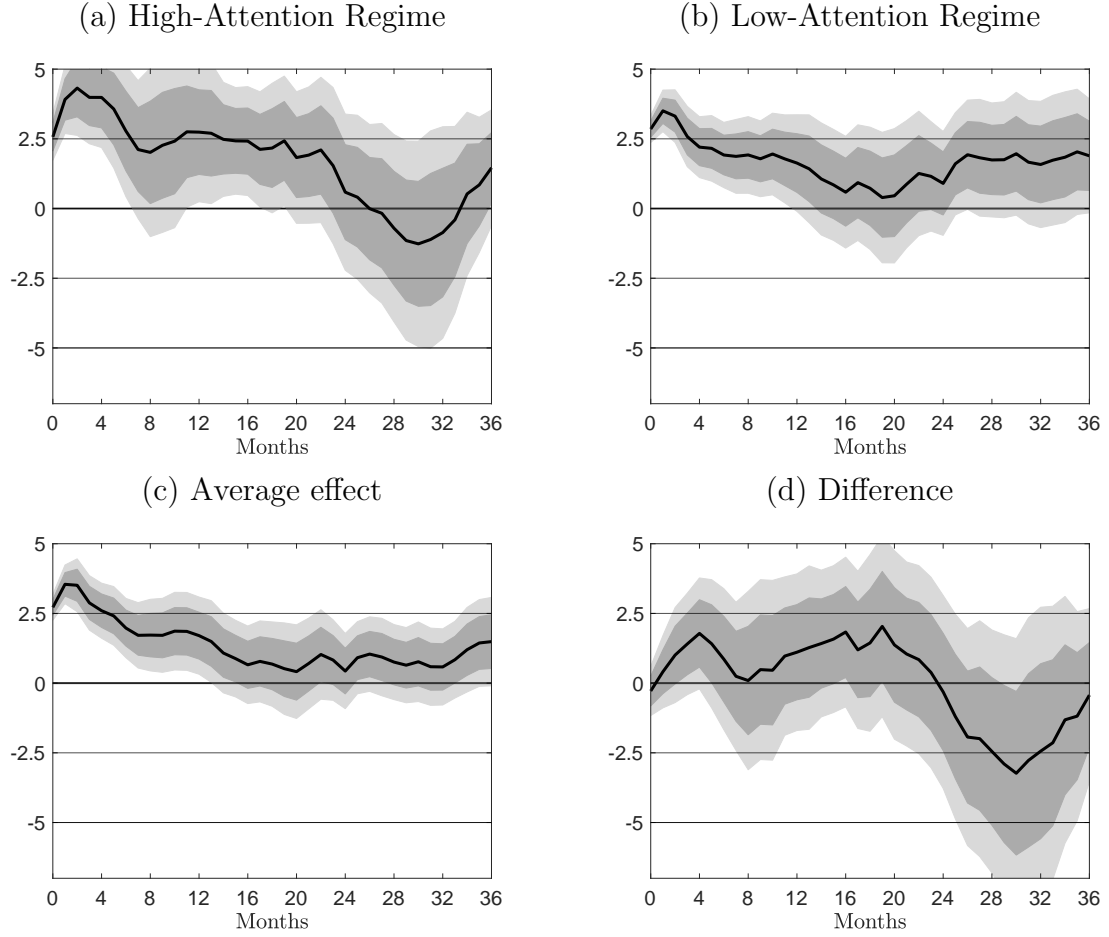 (a) High-Attention Regime
5
2.5
0
-2.5
-5
0 4 8 12 16 20 24 28 32 36
Months
(b) Low-Attention Regime
5
2.5
0
-2.5
-5
0 4 8 12 16 20 24 28 32 36
Months
(c) Average effect
5
2.5
0
-2.5
-5
0 4 8 12 16 20 24 28 32 36
Months
(d) Difference
5
2.5
0
-2.5
-5
0 4 8 12 16 20 24 28 32 36
Months